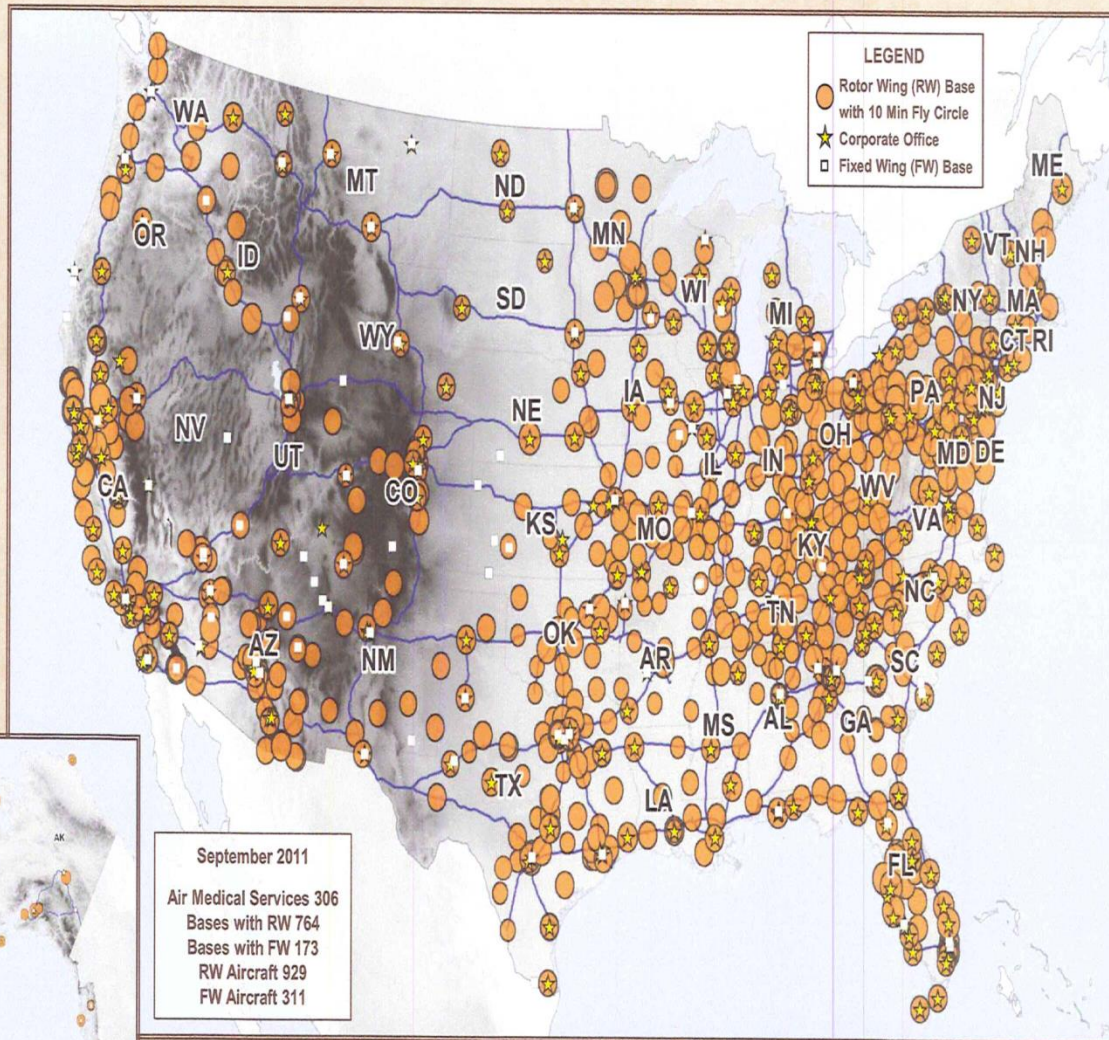 LEGEND
Rotor Wing (RW) Base
with 10 Min Fly Circle
Corporate Office
Fixed Wing (FW) Base
WA
MT
ND
MN
ME
OR
ID
SD
WI
MI
VT
NH
NY
MA
CT
RI
WY
IA
NE
PA
NJ
NV
UT
IL
IN
OH
MD
DE
CA
CO
KS
MO
WV
VA
KY
NC
TN
AZ
NM
OK
AR
SC
MS
AL
GA
TX
LA
FL
AK
September 2011
Air Medical Services 306
Bases with RW 764
Bases with FW 173
RW Aircraft 929
FW Aircraft 311